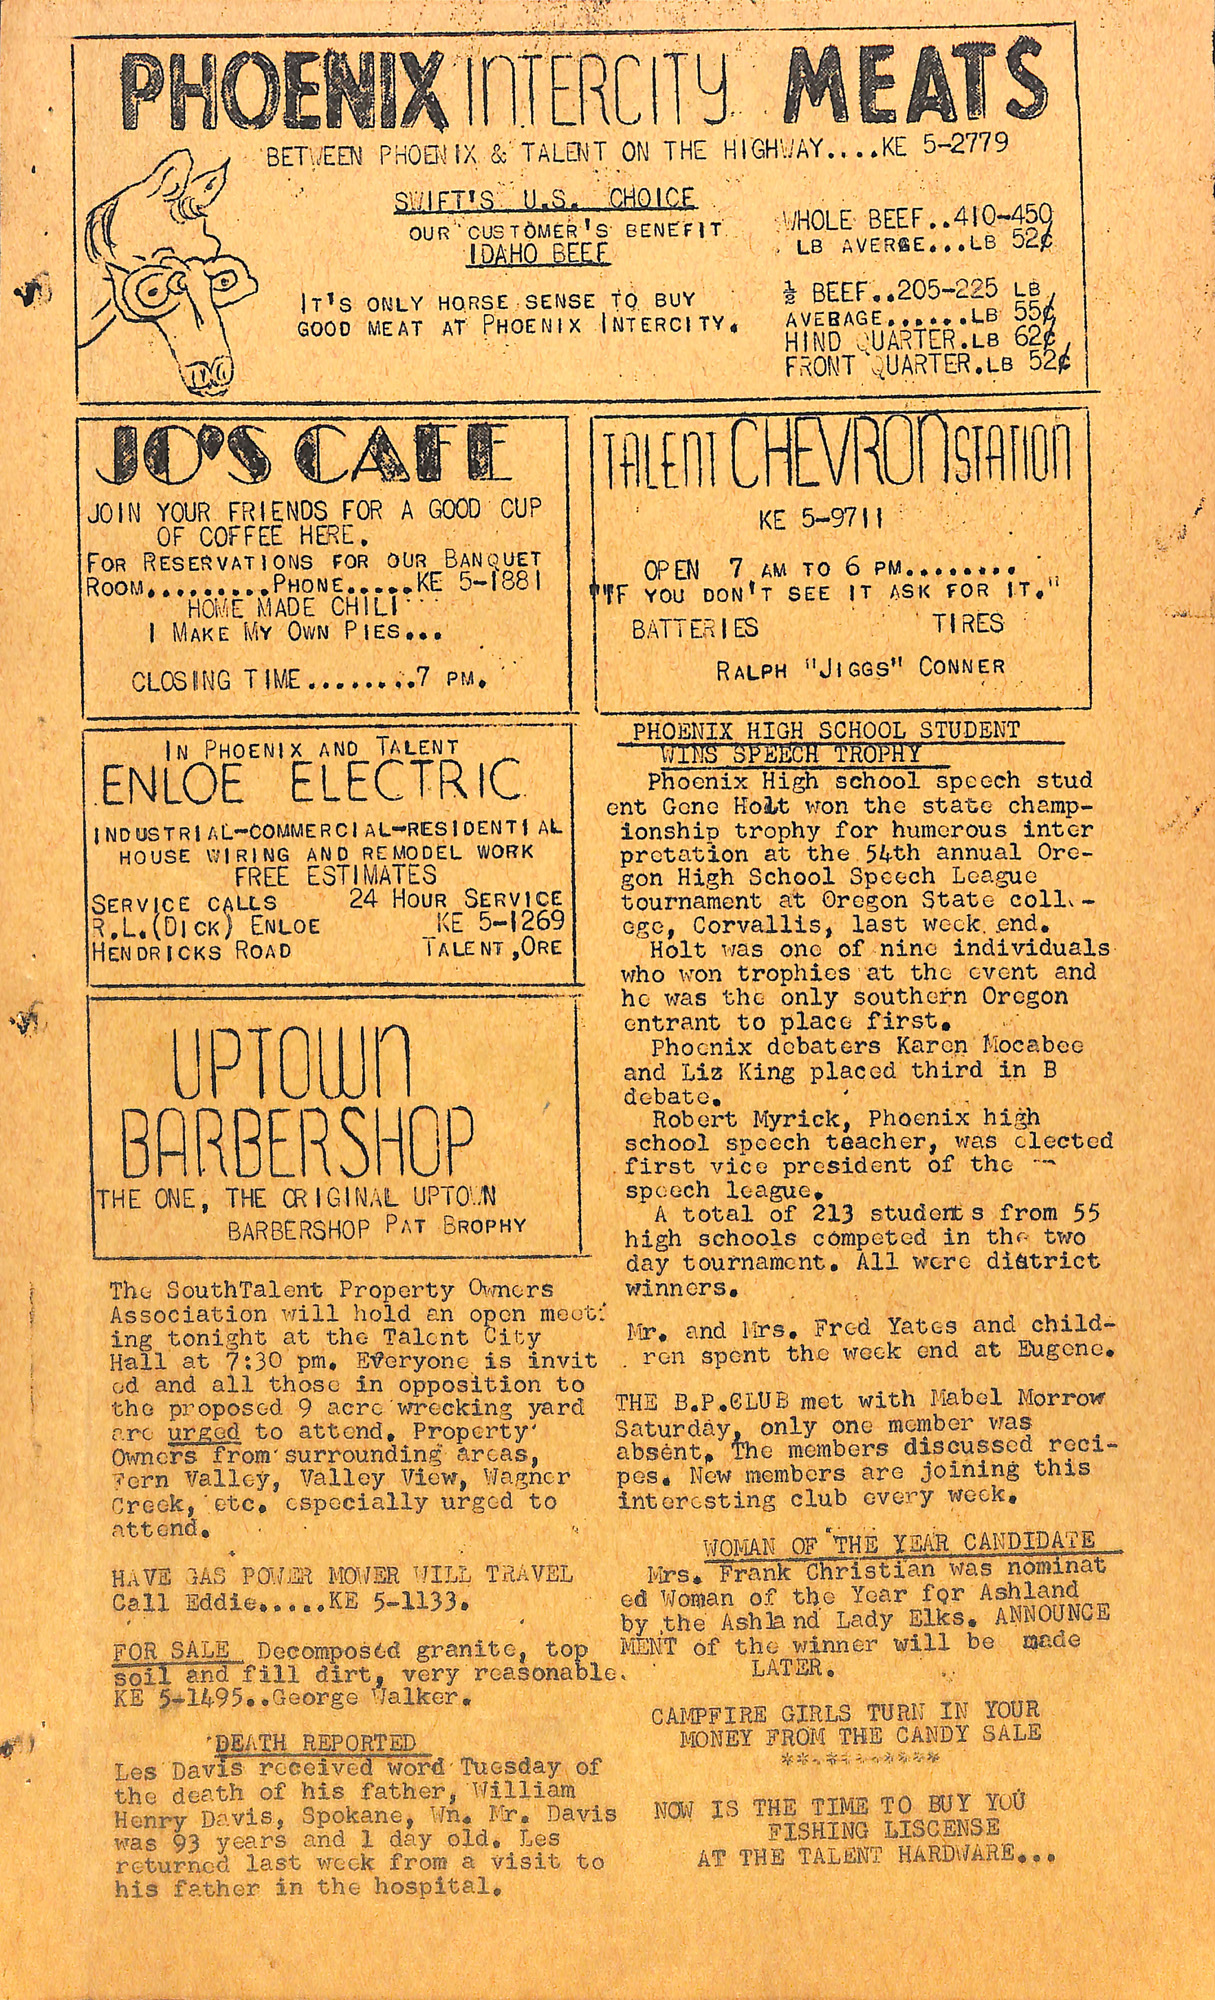 PHOENIX INTERCITY MEATS
BETWEEN PHOENIX & TALENT ON THE HIGHWAY....KE 5-2779
SWIFT'S U.S. CHOICE
OUR CUSTOMER'S BENEFIT
IDAHO BEEF
IT'S ONLY HORSE SENSE TO BUY
GOOD MEAT AT PHOENIX INTERCITY.
WHOLE BEEF..410-450
LB AVERGE...LB 52¢
½ BEEF..205-225 LB
AVERAGE......LB 55¢
HIND QUARTER.LB 62¢
FRONT QUARTER.LB 52¢
JO'S CAFE
JOIN YOUR FRIENDS FOR A GOOD CUP
OF COFFEE HERE.
FOR RESERVATIONS FOR OUR BANQUET
ROOM.........PHONE.....KE 5-1881
HOME MADE CHILI
I MAKE MY OWN PIES...
CLOSING TIME........7 PM.
TALENT CHEVRON STATION
KE 5-9711
OPEN 7 AM TO 6 PM........
"IF YOU DON'T SEE IT ASK FOR IT."
BATTERIES TIRES
RALPH "JIGGS" CONNER
IN PHOENIX AND TALENT
ENLOE ELECTRIC
INDUSTRIAL-COMMERCIAL-RESIDENTIAL
HOUSE WIRING AND REMODEL WORK
FREE ESTIMATES
SERVICE CALLS 24 HOUR SERVICE
R.L.(DICK) ENLOE KE 5-1269
HENDRICKS ROAD TALENT,ORE
UPTOWN
BARBERSHOP
THE ONE, THE ORIGINAL UPTOWN
BARBERSHOP PAT BROPHY
The SouthTalent Property Owners
Association will hold an open meet
ing tonight at the Talent City
Hall at 7:30 pm. Everyone is invit
ed and all those in opposition to
the proposed 9 acre wrecking yard
are urged to attend. Property
Owners from surrounding areas,
Fern Valley, Valley View, Wagner
Creek, etc. especially urged to
attend.
HAVE GAS POWER MOWER WILL TRAVEL
Call Eddie.....KE 5-1133.
FOR SALE Decomposed granite, top
soil and fill dirt, very reasonable.
KE 5-1495..George Walker.
DEATH REPORTED
Les Davis received word Tuesday of
the death of his father, William
Henry Davis, Spokane, Wn. Mr. Davis
was 93 years and 1 day old. Les
returned last week from a visit to
his father in the hospital.
PHOENIX HIGH SCHOOL STUDENT
WINS SPEECH TROPHY
Phoenix High school speech stud
ent Gene Holt won the state champ-
ionship trophy for humerous inter
pretation at the 54th annual Ore-
gon High School Speech League
tournament at Oregon State coll-
ege, Corvallis, last week end.
Holt was one of nine individuals
who won trophies at the event and
he was the only southern Oregon
entrant to place first.
Phoenix debaters Karen Mocabee
and Liz King placed third in B
debate.
Robert Myrick, Phoenix high
school speech teacher, was elected
first vice president of the --
speech league.
A total of 213 students from 55
high schools competed in the two
day tournament. All were district
winners.
Mr. and Mrs. Fred Yates and child-
ren spent the week end at Eugene.
THE B.P.CLUB met with Mabel Morrow
Saturday, only one member was
absent. The members discussed reci-
pes. New members are joining this
interesting club every week.
WOMAN OF THE YEAR CANDIDATE
Mrs. Frank Christian was nominat
ed Woman of the Year for Ashland
by the Ashland Lady Elks. ANNOUNCE
MENT of the winner will be made
LATER.
CAMPFIRE GIRLS TURN IN YOUR
MONEY FROM THE CANDY SALE
***********
NOW IS THE TIME TO BUY YOU
FISHING LISCENSE
AT THE TALENT HARDWARE...